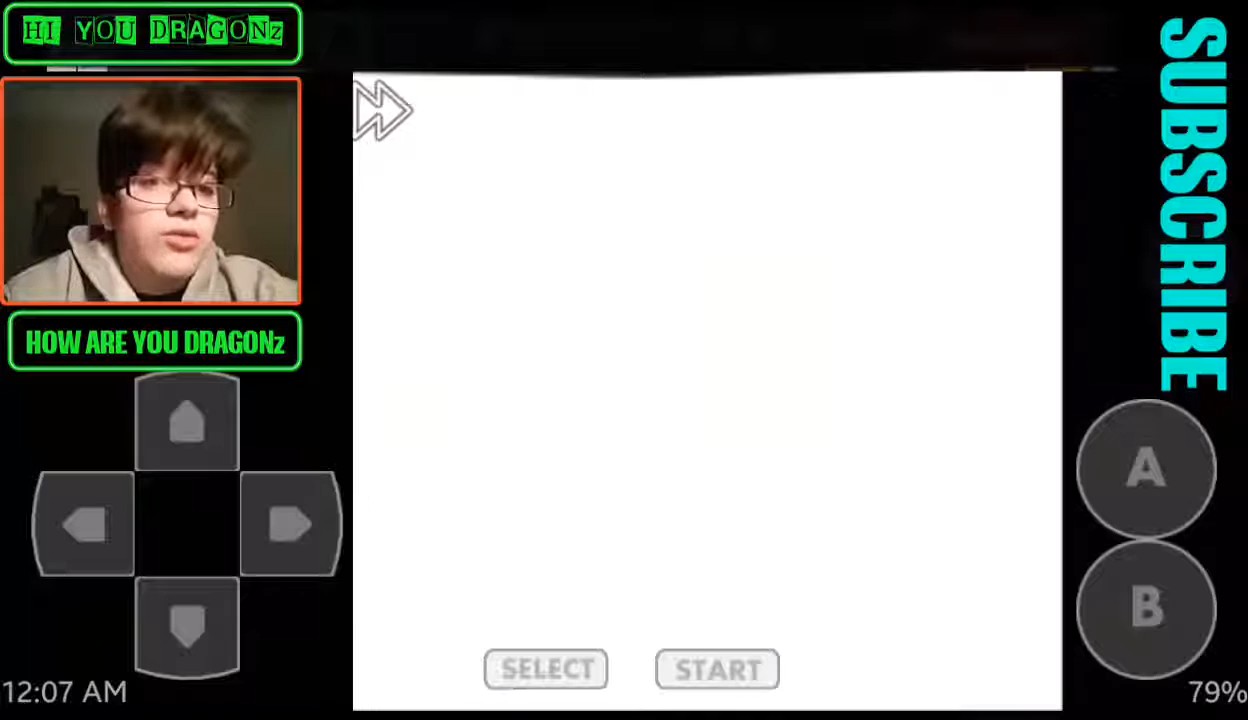 HI YOU DRAGONz
HOW ARE YOU DRAGONz
SUBSCRIBE
A
B
SELECT
START
12:07 AM
79%